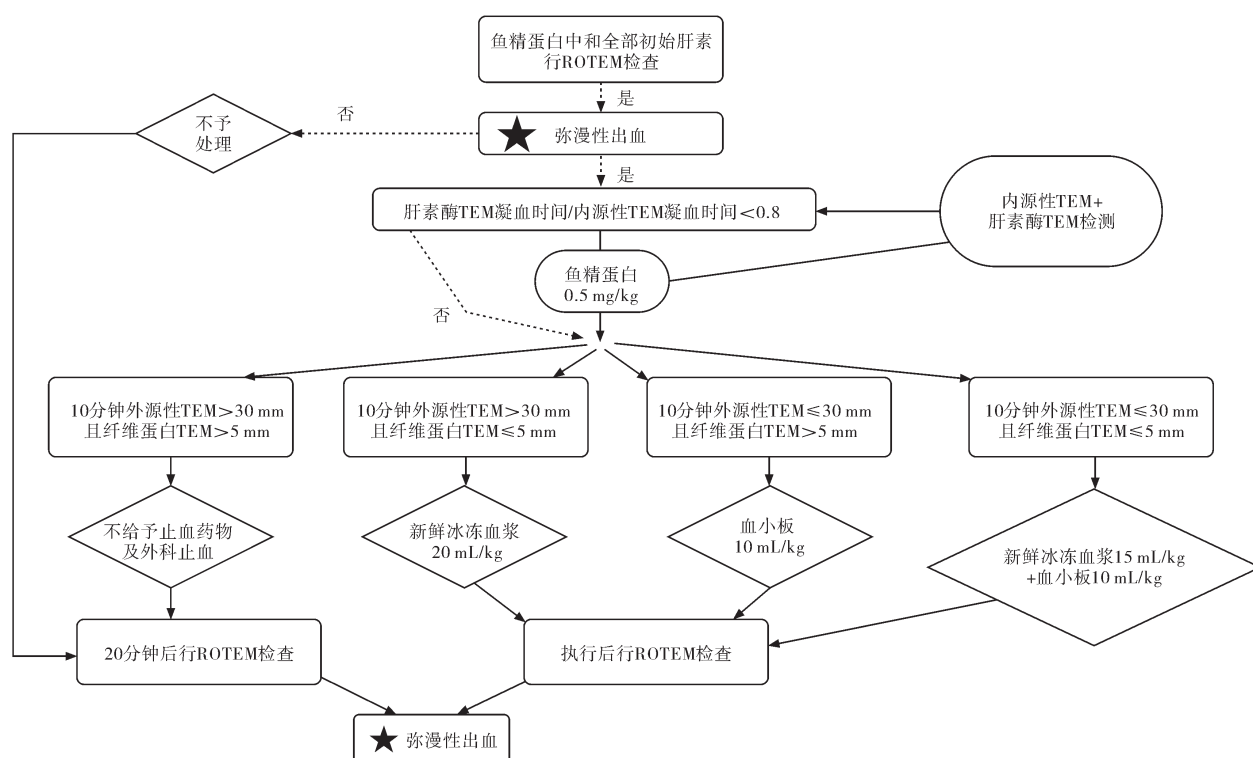 鱼精蛋白中和全部初始肝素
行ROTEM检查
是
否
不予
处理
★ 弥漫性出血
是
肝素酶TEM凝血时间/内源性TEM凝血时间<0.8
内源性TEM+
肝素酶TEM检测
鱼精蛋白
0.5 mg/kg
否
10分钟外源性TEM>30 mm
且纤维蛋白TEM>5 mm
10分钟外源性TEM>30 mm
且纤维蛋白TEM≤5 mm
10分钟外源性TEM≤30 mm
且纤维蛋白TEM>5 mm
10分钟外源性TEM≤30 mm
且纤维蛋白TEM≤5 mm
不给予止血药物
及外科止血
新鲜冰冻血浆
20 mL/kg
血小板
10 mL/kg
新鲜冰冻血浆15 mL/kg
+血小板10 mL/kg
20分钟后行ROTEM检查
执行后行ROTEM检查
★ 弥漫性出血